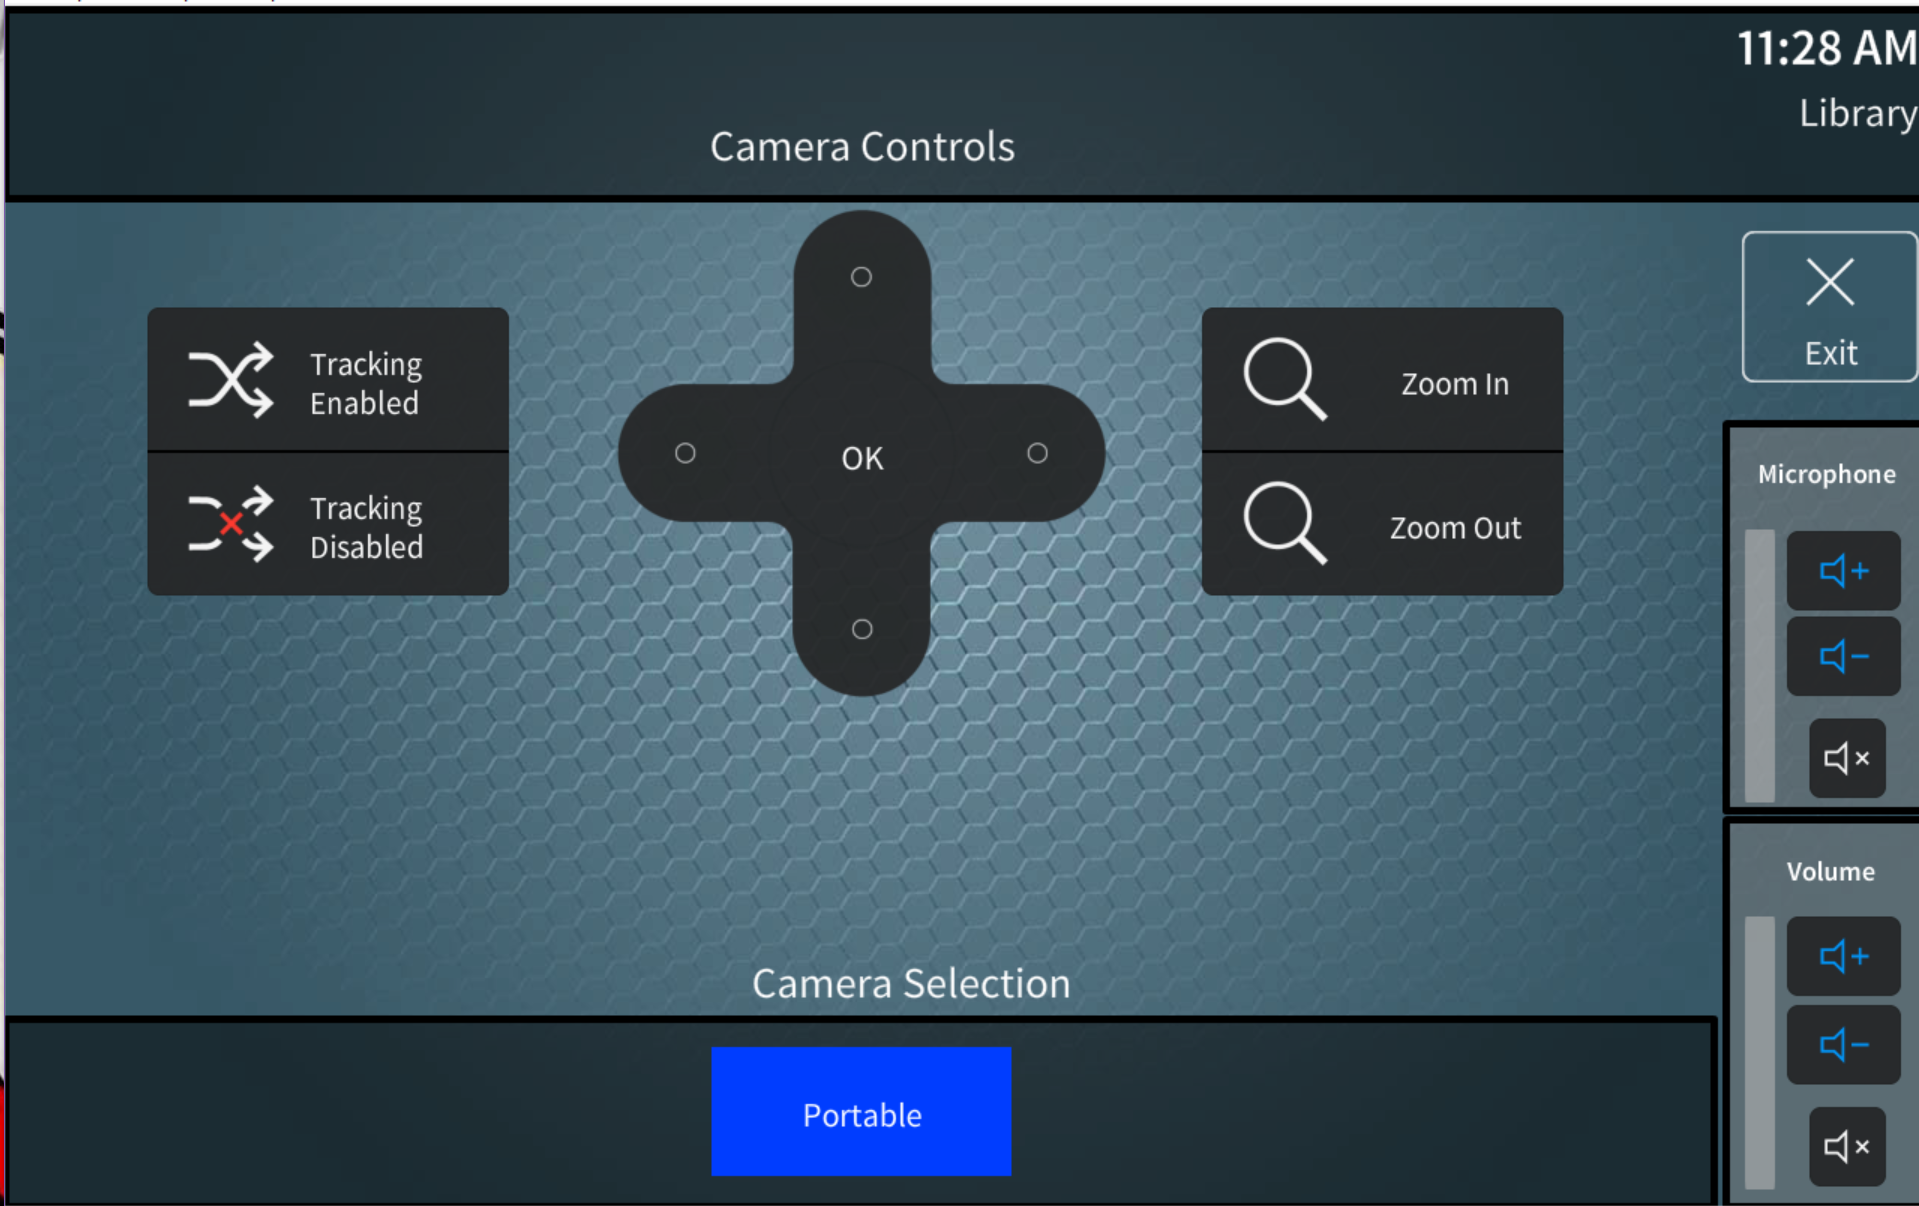 11:28 AM
Library
Camera Controls
Exit
Tracking
Enabled
Tracking
Disabled
OK
Zoom In
Zoom Out
Microphone
Volume
Camera Selection
Portable